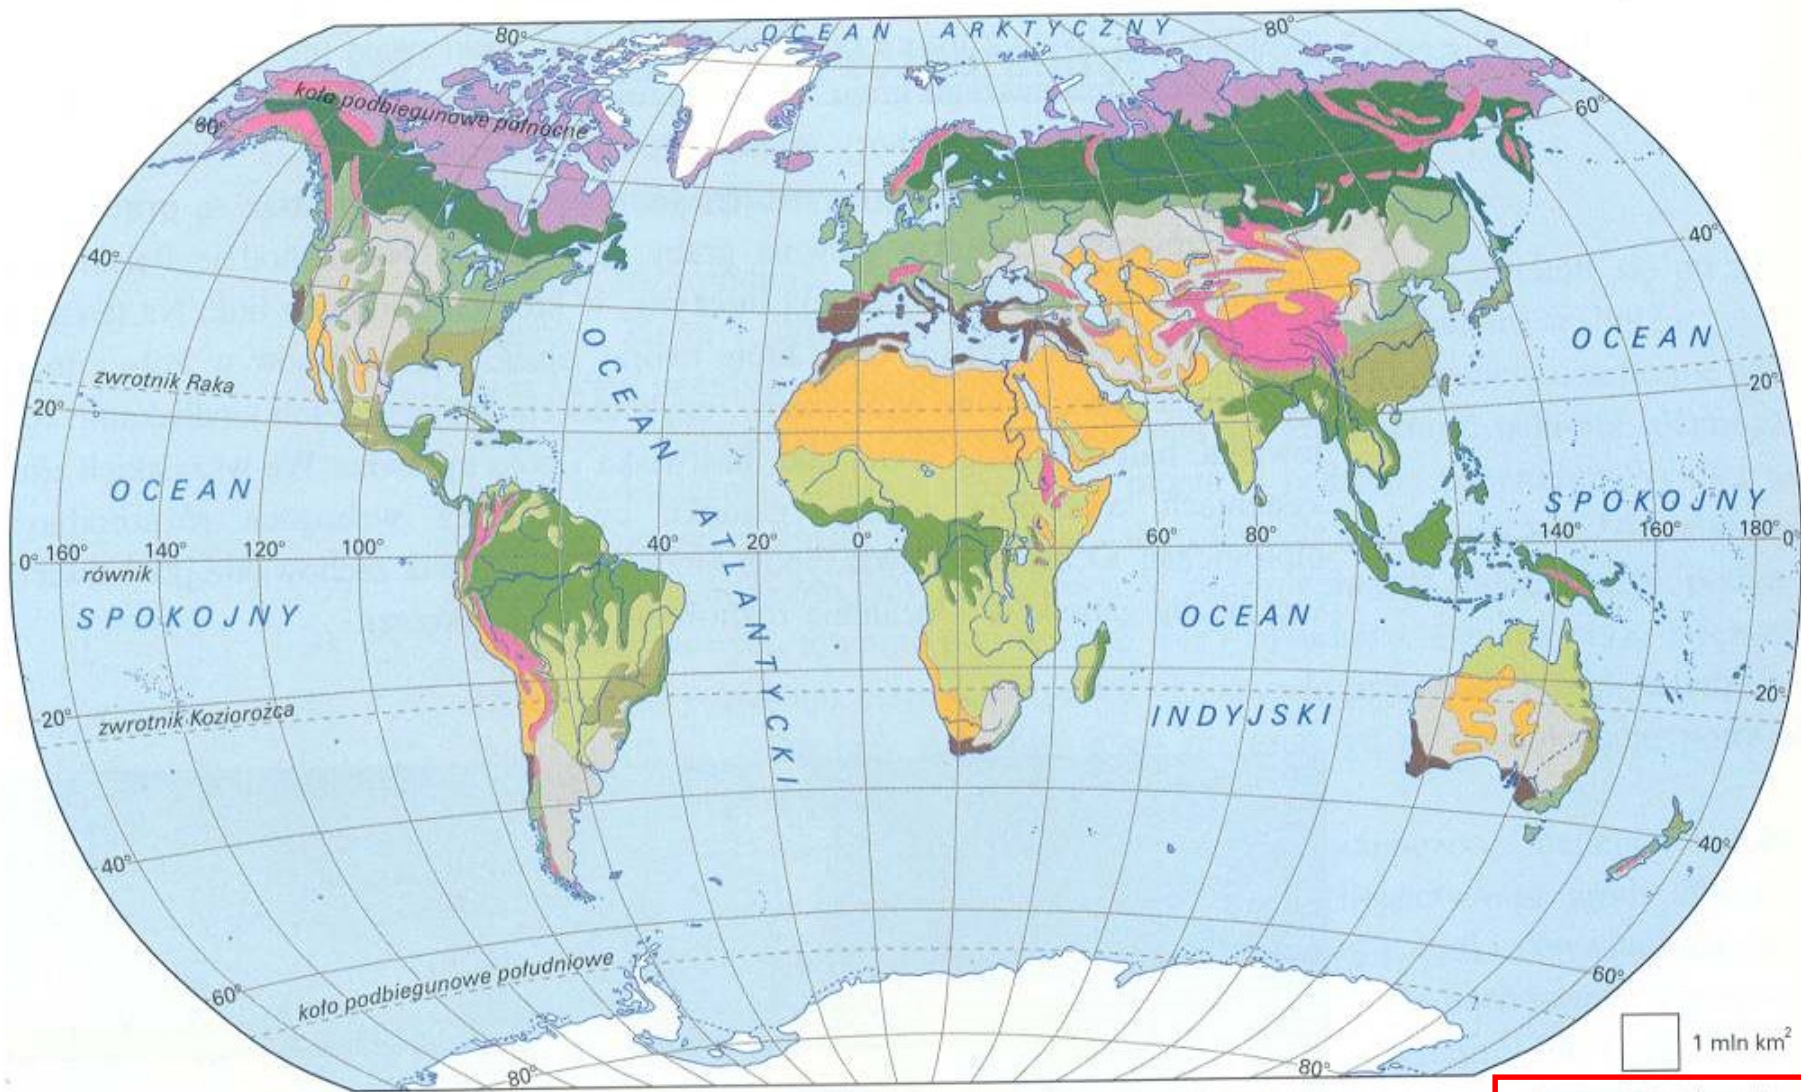 80° OCEAN ARKTYCZNY 80°
koło podbiegunowe północne
60° 60°
40° 40°
OCEAN
OCEAN
zwrotnik Raka
20° 20°
OCEAN
ATLANTYCKI
SPOKOJNY
0° 160° 140° 120° 100° 40° 20° 0° 60° 80° 140° 160° 180° 0°
równik
SPOKOJNY
OCEAN
INDYJSKI
20° 20°
zwrotnik Koziorożca
40° 40°
60° 60°
koło podbiegunowe południowe
1 mln km²
80° 80°